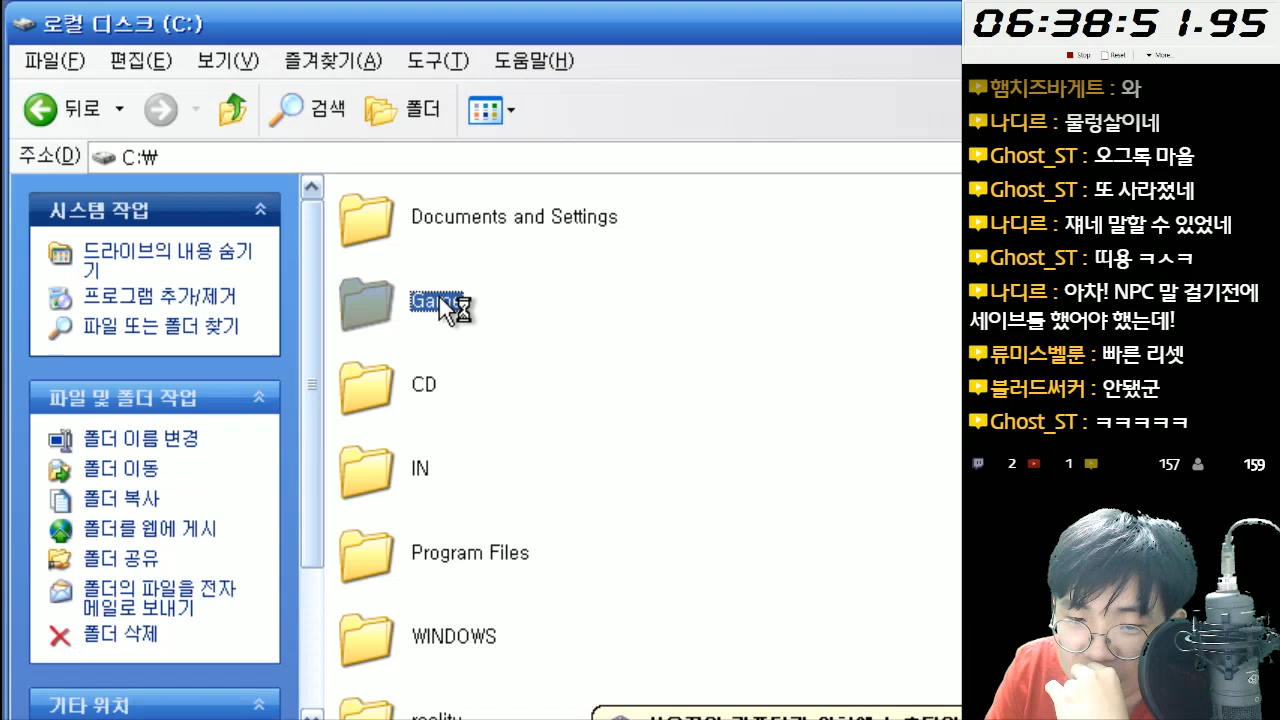 로컬 디스크 (C:)
파일(F) 편집(E) 보기(V) 즐겨찾기(A) 도구(T) 도움말(H)
뒤로 검색 폴더
주소(D) C:₩
시스템 작업
드라이브의 내용 숨기
기
프로그램 추가/제거
파일 또는 폴더 찾기
파일 및 폴더 작업
폴더 이름 변경
폴더 이동
폴더 복사
폴더를 웹에 게시
폴더 공유
폴더의 파일을 전자
메일로 보내기
폴더 삭제
기타 위치
Documents and Settings
CD
IN
Program Files
WINDOWS
reality
06:38:51.95
Stop Reset More...
햄치즈바게트 : 와
나디르 : 물렁살이네
Ghost_ST : 오그록 마을
Ghost_ST : 또 사라졌네
나디르 : 쟤네 말할 수 있었네
Ghost_ST : 띠용 ㅋㅅㅋ
나디르 : 아차! NPC 말 걸기전에
세이브를 했어야 했는데!
류미스벨룬 : 빠른 리셋
블러드써커 : 안됐군
Ghost_ST : ㅋㅋㅋㅋㅋ
2 1 157 159